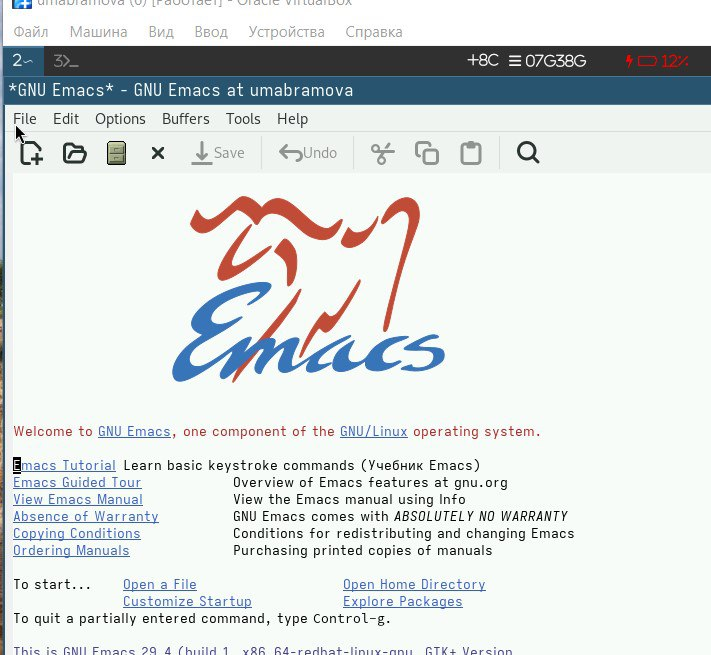 umabramova (6) [Работает] - Oracle VirtualBox
Файл Машина Вид Ввод Устройства Справка
2 3 +8C 07G38G 12%
*GNU Emacs* - GNU Emacs at umabramova
File Edit Options Buffers Tools Help
Save Undo
Emacs
Welcome to GNU Emacs, one component of the GNU/Linux operating system.
Emacs Tutorial Learn basic keystroke commands (Учебник Emacs)
Emacs Guided Tour Overview of Emacs features at gnu.org
View Emacs Manual View the Emacs manual using Info
Absence of Warranty GNU Emacs comes with ABSOLUTELY NO WARRANTY
Copying Conditions Conditions for redistributing and changing Emacs
Ordering Manuals Purchasing printed copies of manuals
To start... Open a File Open Home Directory
Customize Startup Explore Packages
To quit a partially entered command, type Control-g.
This is GNU Emacs 29.4 (build 1, x86_64-redhat-linux-gnu, GTK+ Version